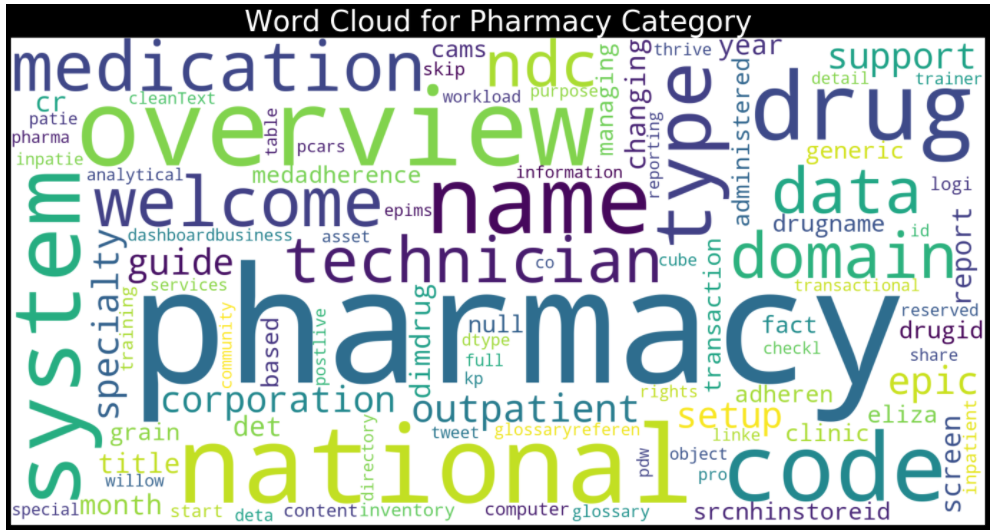 Word Cloud for Pharmacy Category
medication
cams
skip
ndc
managing
changing
thrive
year
support
detail
trainer
cr
cleanText
workload
purpose
type
drug
patie
pharma
overview
table
pcars
reporting
administered
generic
inpatie
analytical
medadherence
information
name
data
logi
system
welcome
epims
drugname
id
dashboardbusiness
asset
technician
co
cube
domain
report
specialty
guide
services
transactional
training
pharmacy
community
based
postlive
dimdrug
null
dtype
full
kp
transaction
fact
checkl
reserved
drugid
share
corporation
outpatient
rights
adheren
epic
setup
eliza
grain
det
tweet
glossaryreferen
linke
clinic
title
willow
national
directory
pdw
object
pro
code
screen
inpatient
special
month
start
deta
content
inventory
computer
glossary
srcnhinstoreid